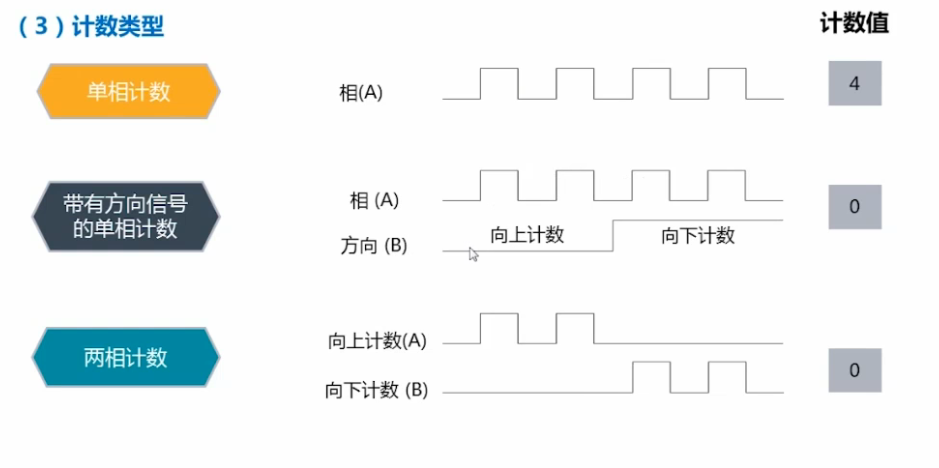 （3）计数类型
计数值
单相计数
相(A)
4
带有方向信号
的单相计数
相 (A)
方向 (B)
向上计数
向下计数
0
两相计数
向上计数(A)
向下计数 (B)
0